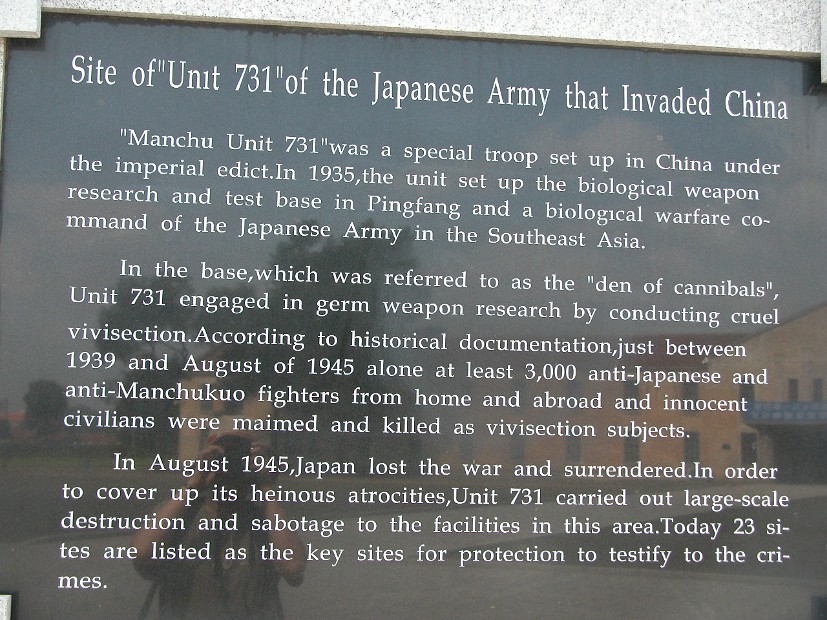 Site of"Unit 731"of the Japanese Army that Invaded China
"Manchu Unit 731"was a special troop set up in China under
the imperial edict.In 1935,the unit set up the biological weapon
research and test base in Pingfang and a biological warfare co-
mmand of the Japanese Army in the Southeast Asia.
In the base,which was referred to as the "den of cannibals",
Unit 731 engaged in germ weapon research by conducting cruel
vivisection.According to historical documentation,just between
1939 and August of 1945 alone at least 3,000 anti-Japanese and
anti-Manchukuo fighters from home and abroad and innocent
civilians were maimed and killed as vivisection subjects.
In August 1945,Japan lost the war and surrendered.In order
to cover up its heinous atrocities,Unit 731 carried out large-scale
destruction and sabotage to the facilities in this area.Today 23 si-
tes are listed as the key sites for protection to testify to the cri-
mes.